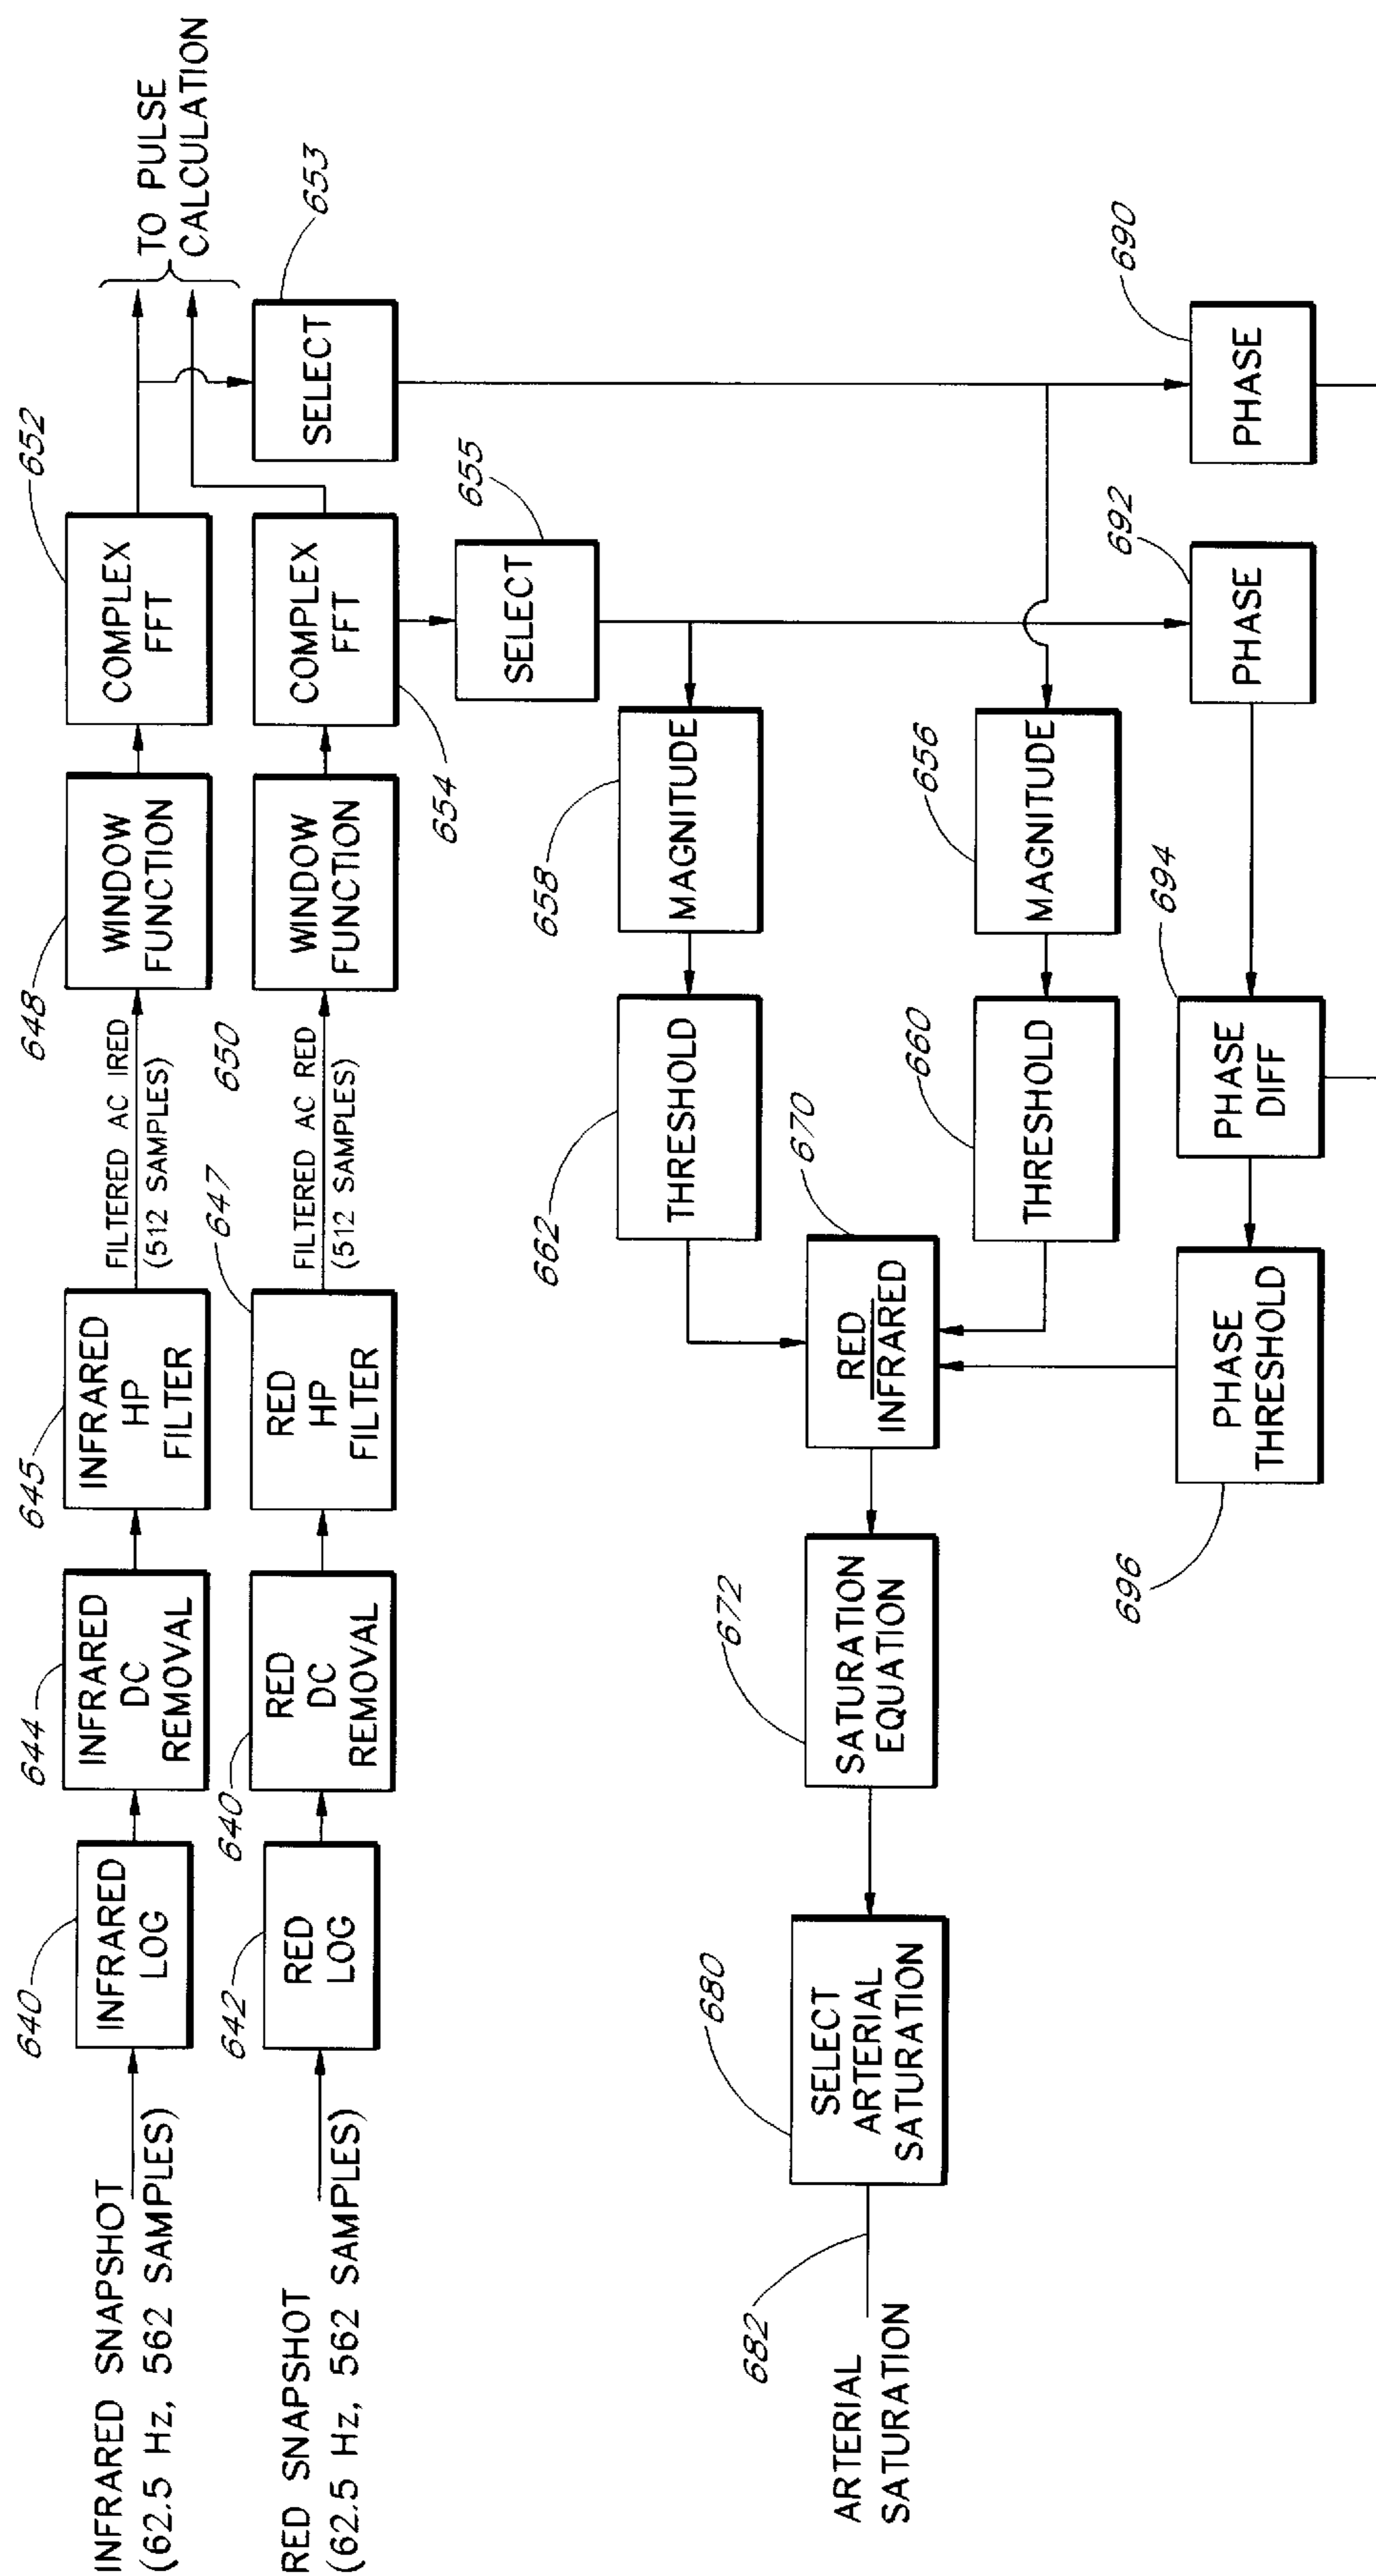 INFRARED SNAPSHOT
(62.5 Hz, 562 SAMPLES)
640
INFRARED
LOG
644
INFRARED
DC
REMOVAL
645
INFRARED
HP
FILTER
FILTERED AC IRED
(512 SAMPLES)
648
WINDOW
FUNCTION
652
COMPLEX
FFT
TO PULSE
CALCULATION
RED SNAPSHOT
(62.5 Hz, 562 SAMPLES)
642
RED
LOG
640
RED
DC
REMOVAL
647
RED
HP
FILTER
FILTERED AC RED
(512 SAMPLES)
650
WINDOW
FUNCTION
654
COMPLEX
FFT
653
SELECT
655
SELECT
662
THRESHOLD
658
MAGNITUDE
682
ARTERIAL
SATURATION
680
SELECT
ARTERIAL
SATURATION
672
SATURATION
EQUATION
670
RED
INFRARED
660
THRESHOLD
656
MAGNITUDE
696
PHASE
THRESHOLD
694
PHASE
DIFF
692
PHASE
690
PHASE